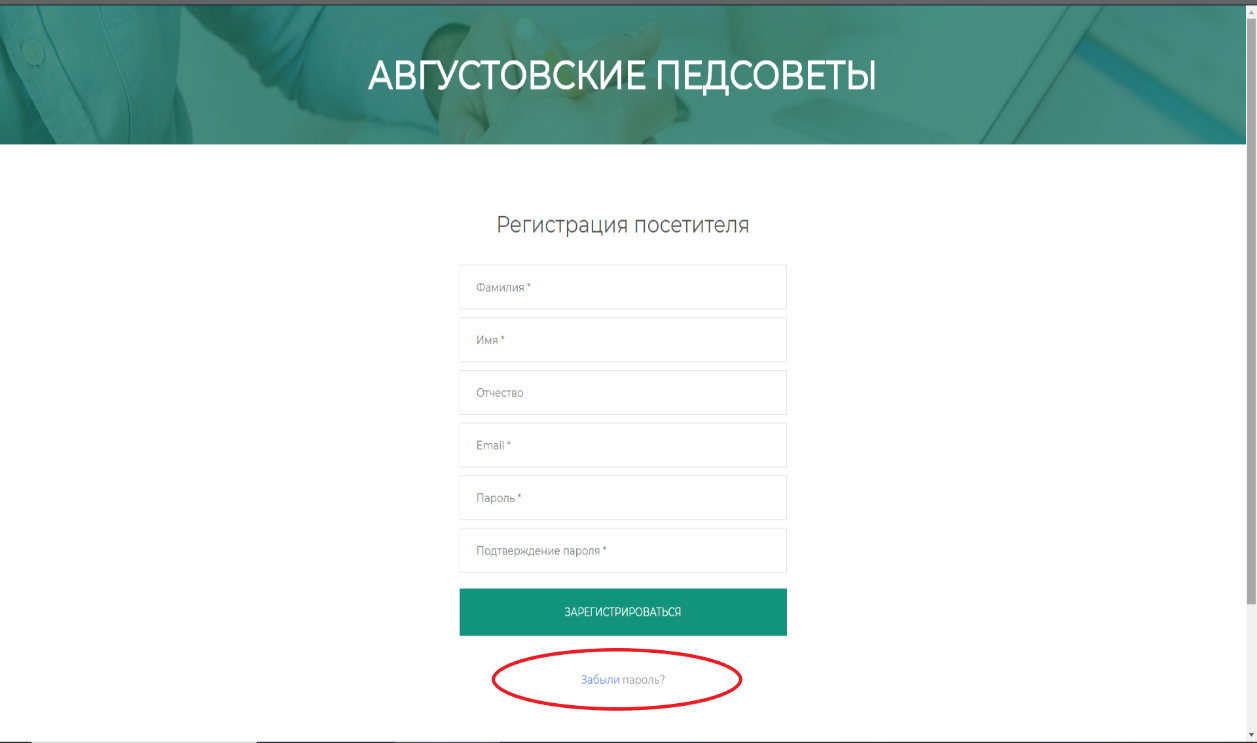 АВГУСТОВСКИЕ ПЕДСОВЕТЫ
Регистрация посетителя
Фамилия *
Имя *
Отчество
Email *
Пароль *
Подтверждение пароля *
ЗАРЕГИСТРИРОВАТЬСЯ
Забыли пароль?